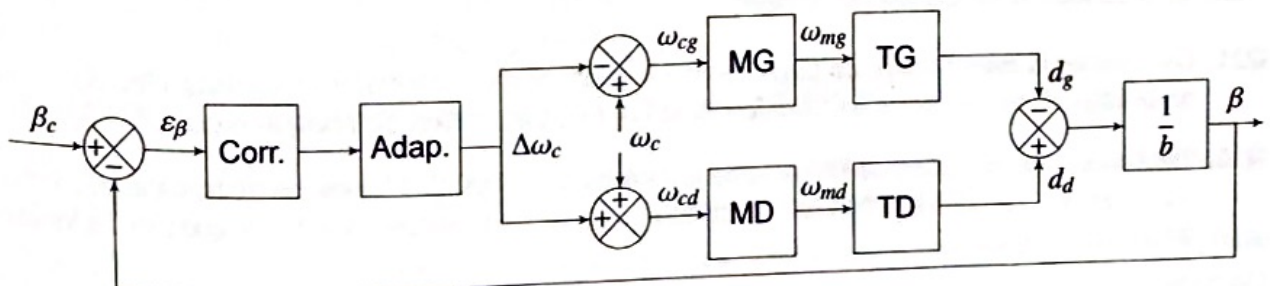 β_c
+
−
ε_β
Corr.
Adap.
Δω_c
−
+
ω_cg
MG
ω_mg
TG
d_g
ω_c
+
+
ω_cd
MD
ω_md
TD
d_d
−
+
1/b
β